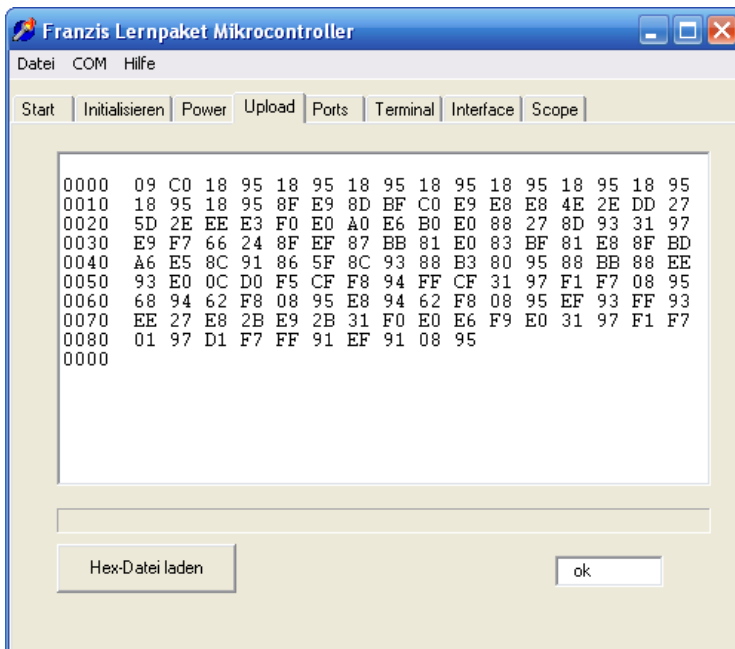 Franzis Lernpaket Mikrocontroller
Datei COM Hilfe
Start Initialisieren Power Upload Ports Terminal Interface Scope
0000 09 C0 18 95 18 95 18 95 18 95 18 95 18 95 18 95
0010 18 95 18 95 8F E9 8D BF C0 E9 E8 E8 4E 2E DD 27
0020 5D 2E EE E3 F0 E0 A0 E6 B0 E0 88 27 8D 93 31 97
0030 E9 F7 66 24 8F EF 87 BB 81 E0 83 BF 81 E8 8F BD
0040 A6 E5 8C 91 86 5F 8C 93 88 B3 80 95 88 BB 88 EE
0050 93 E0 0C D0 F5 CF F8 94 FF CF 31 97 F1 F7 08 95
0060 68 94 62 F8 08 95 E8 94 62 F8 08 95 EF 93 FF 93
0070 EE 27 E8 2B E9 2B 31 F0 E0 E6 F9 E0 31 97 F1 F7
0080 01 97 D1 F7 FF 91 EF 91 08 95
0000
Hex-Datei laden
ok